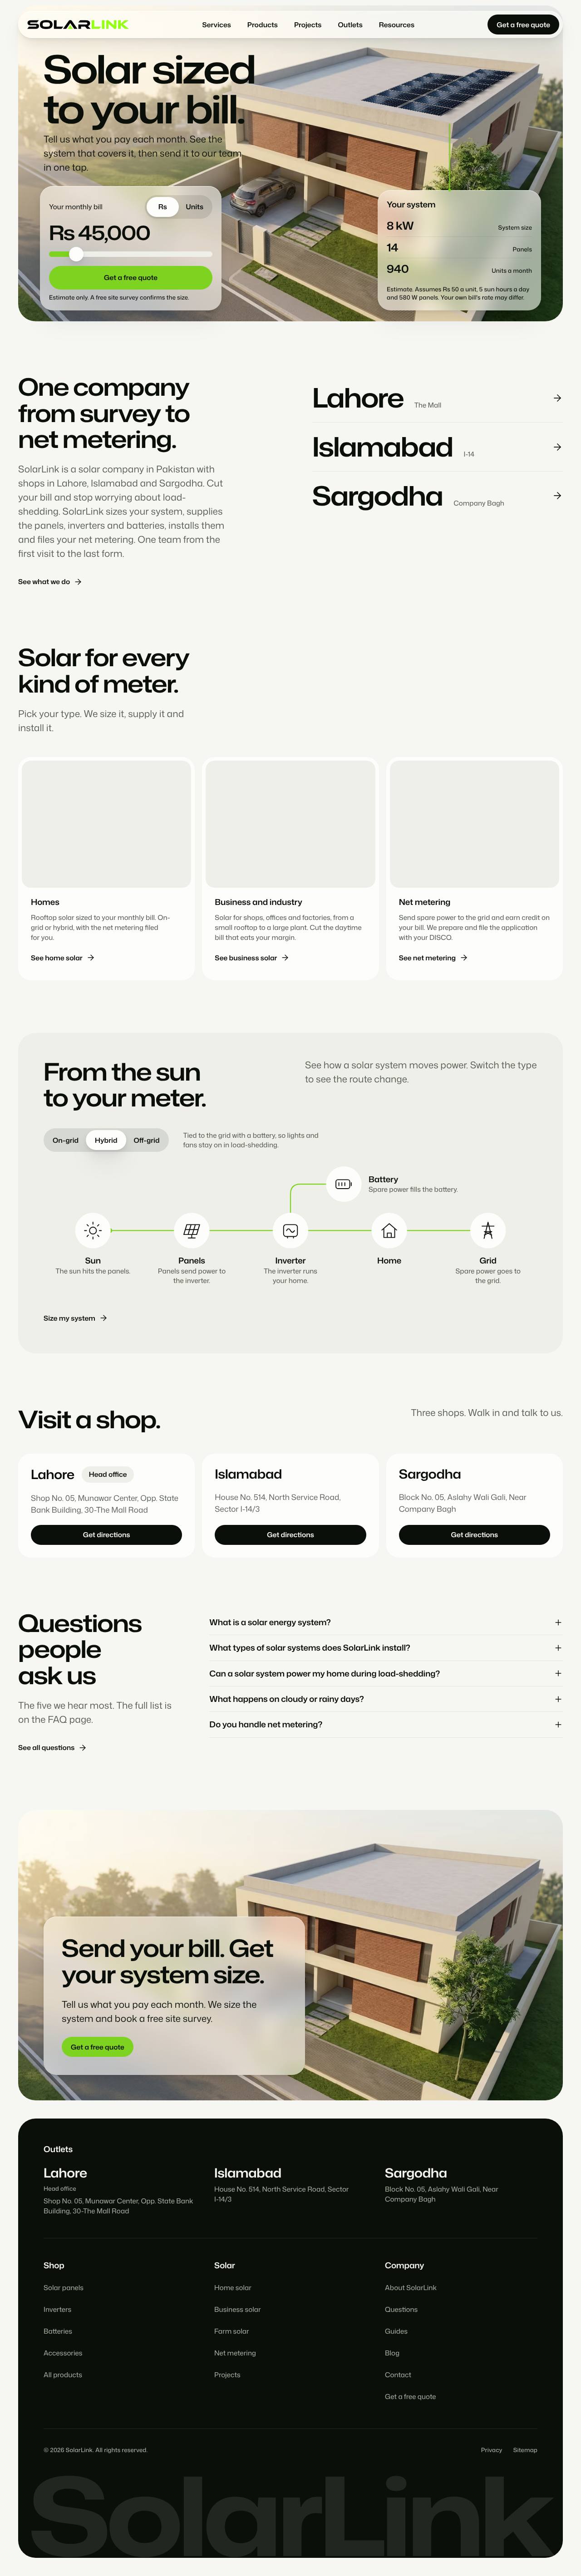 SOLARLINK
Services
Products
Projects
Outlets
Resources
Get a free quote
Solar sized
to your bill.
Tell us what you pay each month. See the
system that covers it, then send it to our team
in one tap.
Your monthly bill
Rs
Units
Rs 45,000
Get a free quote
Estimate only. A free site survey confirms the size.
Your system
8 kW
System size
14
Panels
940
Units a month
Estimate. Assumes Rs 50 a unit, 5 sun hours a day
and 580 W panels. Your own bill's rate may differ.
One company
from survey to
net metering.
SolarLink is a solar company in Pakistan with
shops in Lahore, Islamabad and Sargodha. Cut
your bill and stop worrying about load-
shedding. SolarLink sizes your system, supplies
the panels, inverters and batteries, installs them
and files your net metering. One team from the
first visit to the last form.
See what we do
Lahore The Mall
Islamabad I-14
Sargodha Company Bagh
Solar for every
kind of meter.
Pick your type. We size it, supply it and
install it.
Homes
Rooftop solar sized to your monthly bill. On-
grid or hybrid, with the net metering filed
for you.
See home solar
Business and industry
Solar for shops, offices and factories, from a
small rooftop to a large plant. Cut the daytime
bill that eats your margin.
See business solar
Net metering
Send spare power to the grid and earn credit on
your bill. We prepare and file the application
with your DISCO.
See net metering
From the sun
to your meter.
See how a solar system moves power. Switch the type
to see the route change.
On-grid
Hybrid
Off-grid
Tied to the grid with a battery, so lights and
fans stay on in load-shedding.
Battery
Spare power fills the battery.
Sun
The sun hits the panels.
Panels
Panels send power to
the inverter.
Inverter
The inverter runs
your home.
Home
Grid
Spare power goes to
the grid.
Size my system
Visit a shop.
Three shops. Walk in and talk to us.
Lahore
Head office
Shop No. 05, Munawar Center, Opp. State
Bank Building, 30-The Mall Road
Get directions
Islamabad
House No. 514, North Service Road,
Sector I-14/3
Get directions
Sargodha
Block No. 05, Aslahy Wali Gali, Near
Company Bagh
Get directions
Questions
people
ask us
The five we hear most. The full list is
on the FAQ page.
See all questions
What is a solar energy system?
What types of solar systems does SolarLink install?
Can a solar system power my home during load-shedding?
What happens on cloudy or rainy days?
Do you handle net metering?
Send your bill. Get
your system size.
Tell us what you pay each month. We size the
system and book a free site survey.
Get a free quote
Outlets
Lahore
Head office
Shop No. 05, Munawar Center, Opp. State Bank
Building, 30-The Mall Road
Islamabad
House No. 514, North Service Road, Sector
I-14/3
Sargodha
Block No. 05, Aslahy Wali Gali, Near
Company Bagh
Shop
Solar panels
Inverters
Batteries
Accessories
All products
Solar
Home solar
Business solar
Farm solar
Net metering
Projects
Company
About SolarLink
Questions
Guides
Blog
Contact
Get a free quote
© 2026 SolarLink. All rights reserved.
Privacy
Sitemap
SolarLink